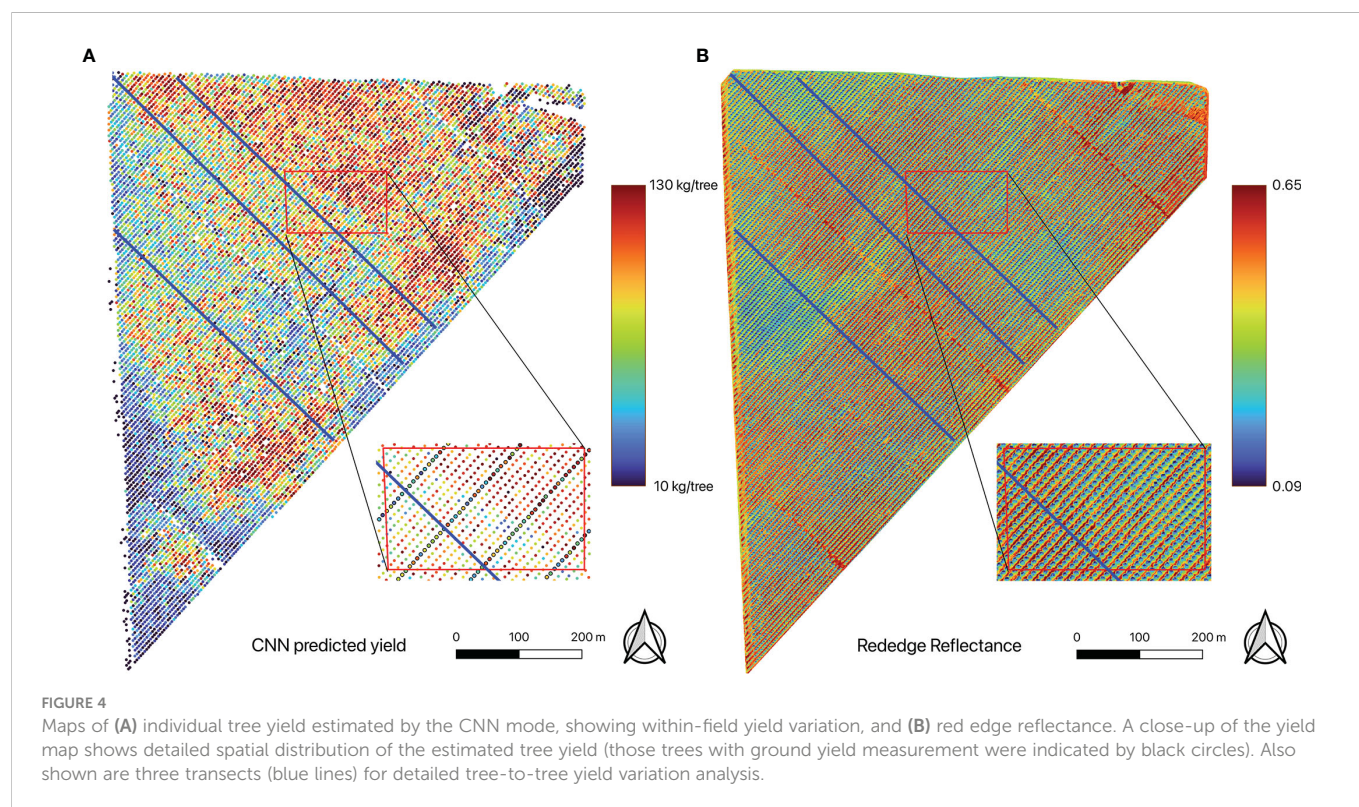 A
B
130 kg/tree
10 kg/tree
0.65
0.09
CNN predicted yield
0 100 200 m
Rededge Reflectance
0 100 200 m
FIGURE 4
Maps of (A) individual tree yield estimated by the CNN mode, showing within-field yield variation, and (B) red edge reflectance. A close-up of the yield
map shows detailed spatial distribution of the estimated tree yield (those trees with ground yield measurement were indicated by black circles). Also
shown are three transects (blue lines) for detailed tree-to-tree yield variation analysis.